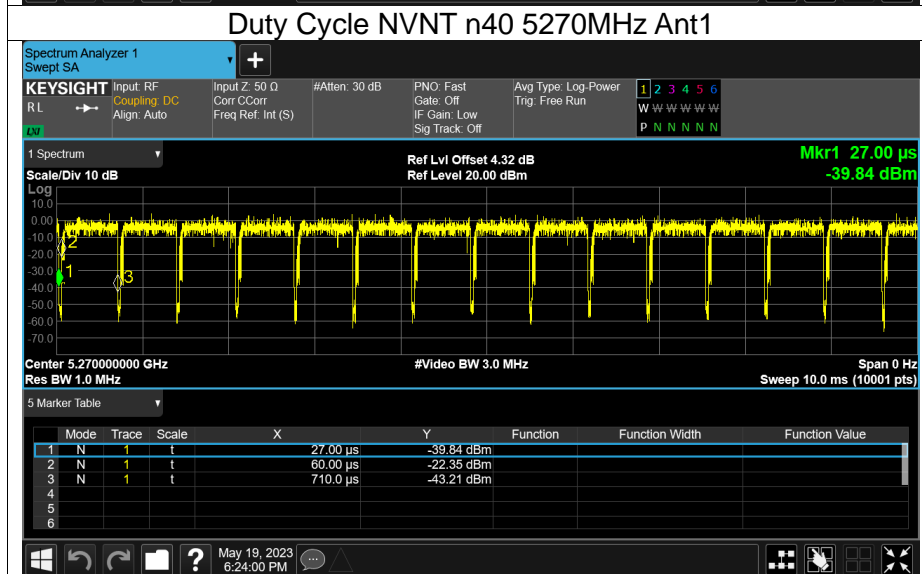 Duty Cycle NVNT n40 5270MHz Ant1
Spectrum Analyzer 1
Swept SA
+
KEYSIGHT Input: RF Input Z: 50 Ω #Atten: 30 dB PNO: Fast Avg Type: Log-Power 1 2 3 4 5 6
RL Coupling: DC Corr CCorr Gate: Off Trig: Free Run W W W W W W
Align: Auto Freq Ref: Int (S) IF Gain: Low
LXI Sig Track: Off P N N N N N
1 Spectrum Ref Lvl Offset 4.32 dB Mkr1 27.00 µs
Scale/Div 10 dB Ref Level 20.00 dBm -39.84 dBm
Log
10.0
0.00
-10.0
2
-20.0
-30.0
1
3
-40.0
-50.0
-60.0
-70.0
Center 5.270000000 GHz #Video BW 3.0 MHz Span 0 Hz
Res BW 1.0 MHz Sweep 10.0 ms (10001 pts)
5 Marker Table
Mode Trace Scale X Y Function Function Width Function Value
1 N 1 t 27.00 µs -39.84 dBm
2 N 1 t 60.00 µs -22.35 dBm
3 N 1 t 710.0 µs -43.21 dBm
4
5
6
? May 19, 2023
6:24:00 PM